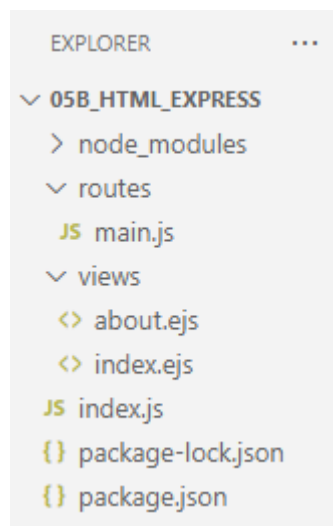 EXPLORER ...
05B_HTML_EXPRESS
node_modules
routes
JS main.js
views
<> about.ejs
<> index.ejs
JS index.js
{} package-lock.json
{} package.json